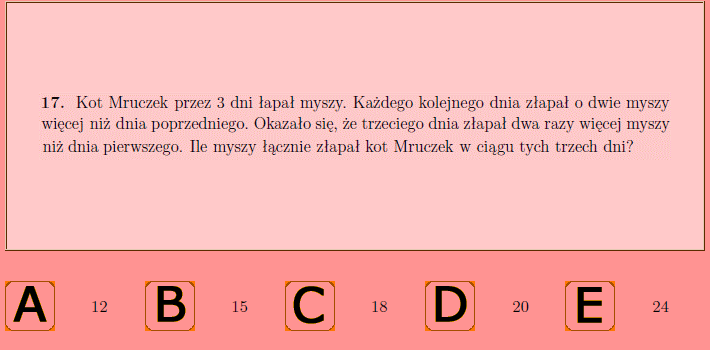 17. Kot Mruczek przez 3 dni łapał myszy. Każdego kolejnego dnia złapał o dwie myszy
więcej niż dnia poprzedniego. Okazało się, że trzeciego dnia złapał dwa razy więcej myszy
niż dnia pierwszego. Ile myszy łącznie złapał kot Mruczek w ciągu tych trzech dni?
A 12 B 15 C 18 D 20 E 24